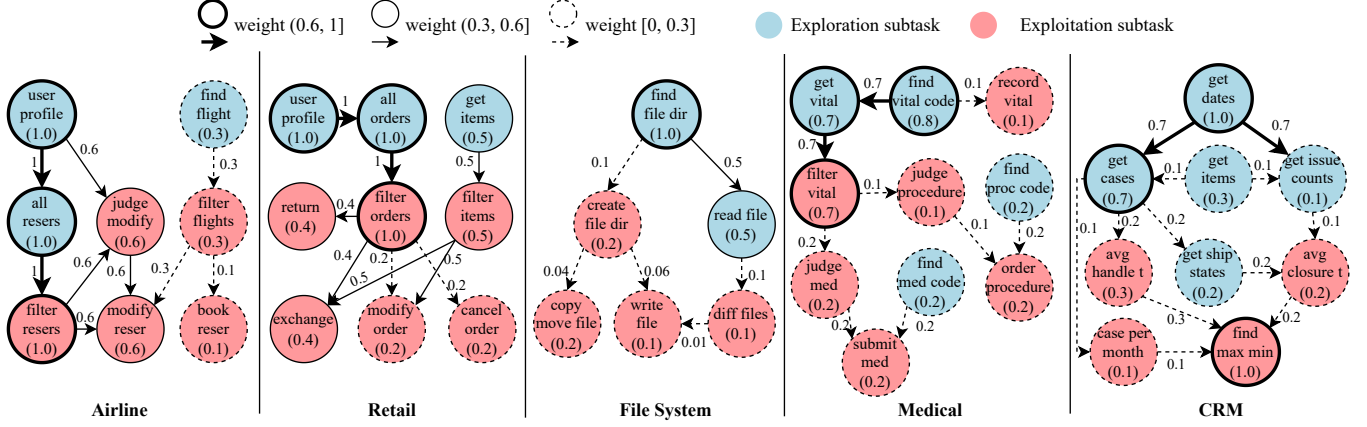 weight (0.6, 1]
weight (0.3, 0.6]
weight [0, 0.3]
Exploration subtask
Exploitation subtask
user
profile
(1.0)
find
flight
(0.3)
1
0.6
0.3
all
resers
(1.0)
judge
modify
(0.6)
filter
flights
(0.3)
1
0.6
0.6
0.3
0.1
filter
resers
(1.0)
0.6
modify
reser
(0.6)
book
reser
(0.1)
Airline
user
profile
(1.0)
1
all
orders
(1.0)
get
items
(0.5)
1
0.5
return
(0.4)
0.4
filter
orders
(1.0)
filter
items
(0.5)
0.4
0.2
0.5
0.5
0.2
exchange
(0.4)
modify
order
(0.2)
cancel
order
(0.2)
Retail
find
file dir
(1.0)
0.1
0.5
create
file dir
(0.2)
read file
(0.5)
0.04
0.06
0.1
copy
move file
(0.2)
write
file
(0.1)
0.01
diff files
(0.1)
File System
get
vital
(0.7)
0.7
find
vital code
(0.8)
0.1
record
vital
(0.1)
0.7
filter
vital
(0.7)
0.1
judge
procedure
(0.1)
find
proc code
(0.2)
0.2
0.1
0.1
judge
med
(0.2)
find
med code
(0.2)
order
procedure
(0.2)
0.2
0.2
submit
med
(0.2)
Medical
get
dates
(1.0)
0.7
0.7
get
cases
(0.7)
0.1
get
items
(0.3)
0.1
get issue
counts
(0.1)
0.1
0.2
0.2
0.1
avg
handle t
(0.3)
get ship
states
(0.2)
0.2
avg
closure t
(0.2)
0.3
0.2
case per
month
(0.1)
0.1
find
max min
(1.0)
CRM